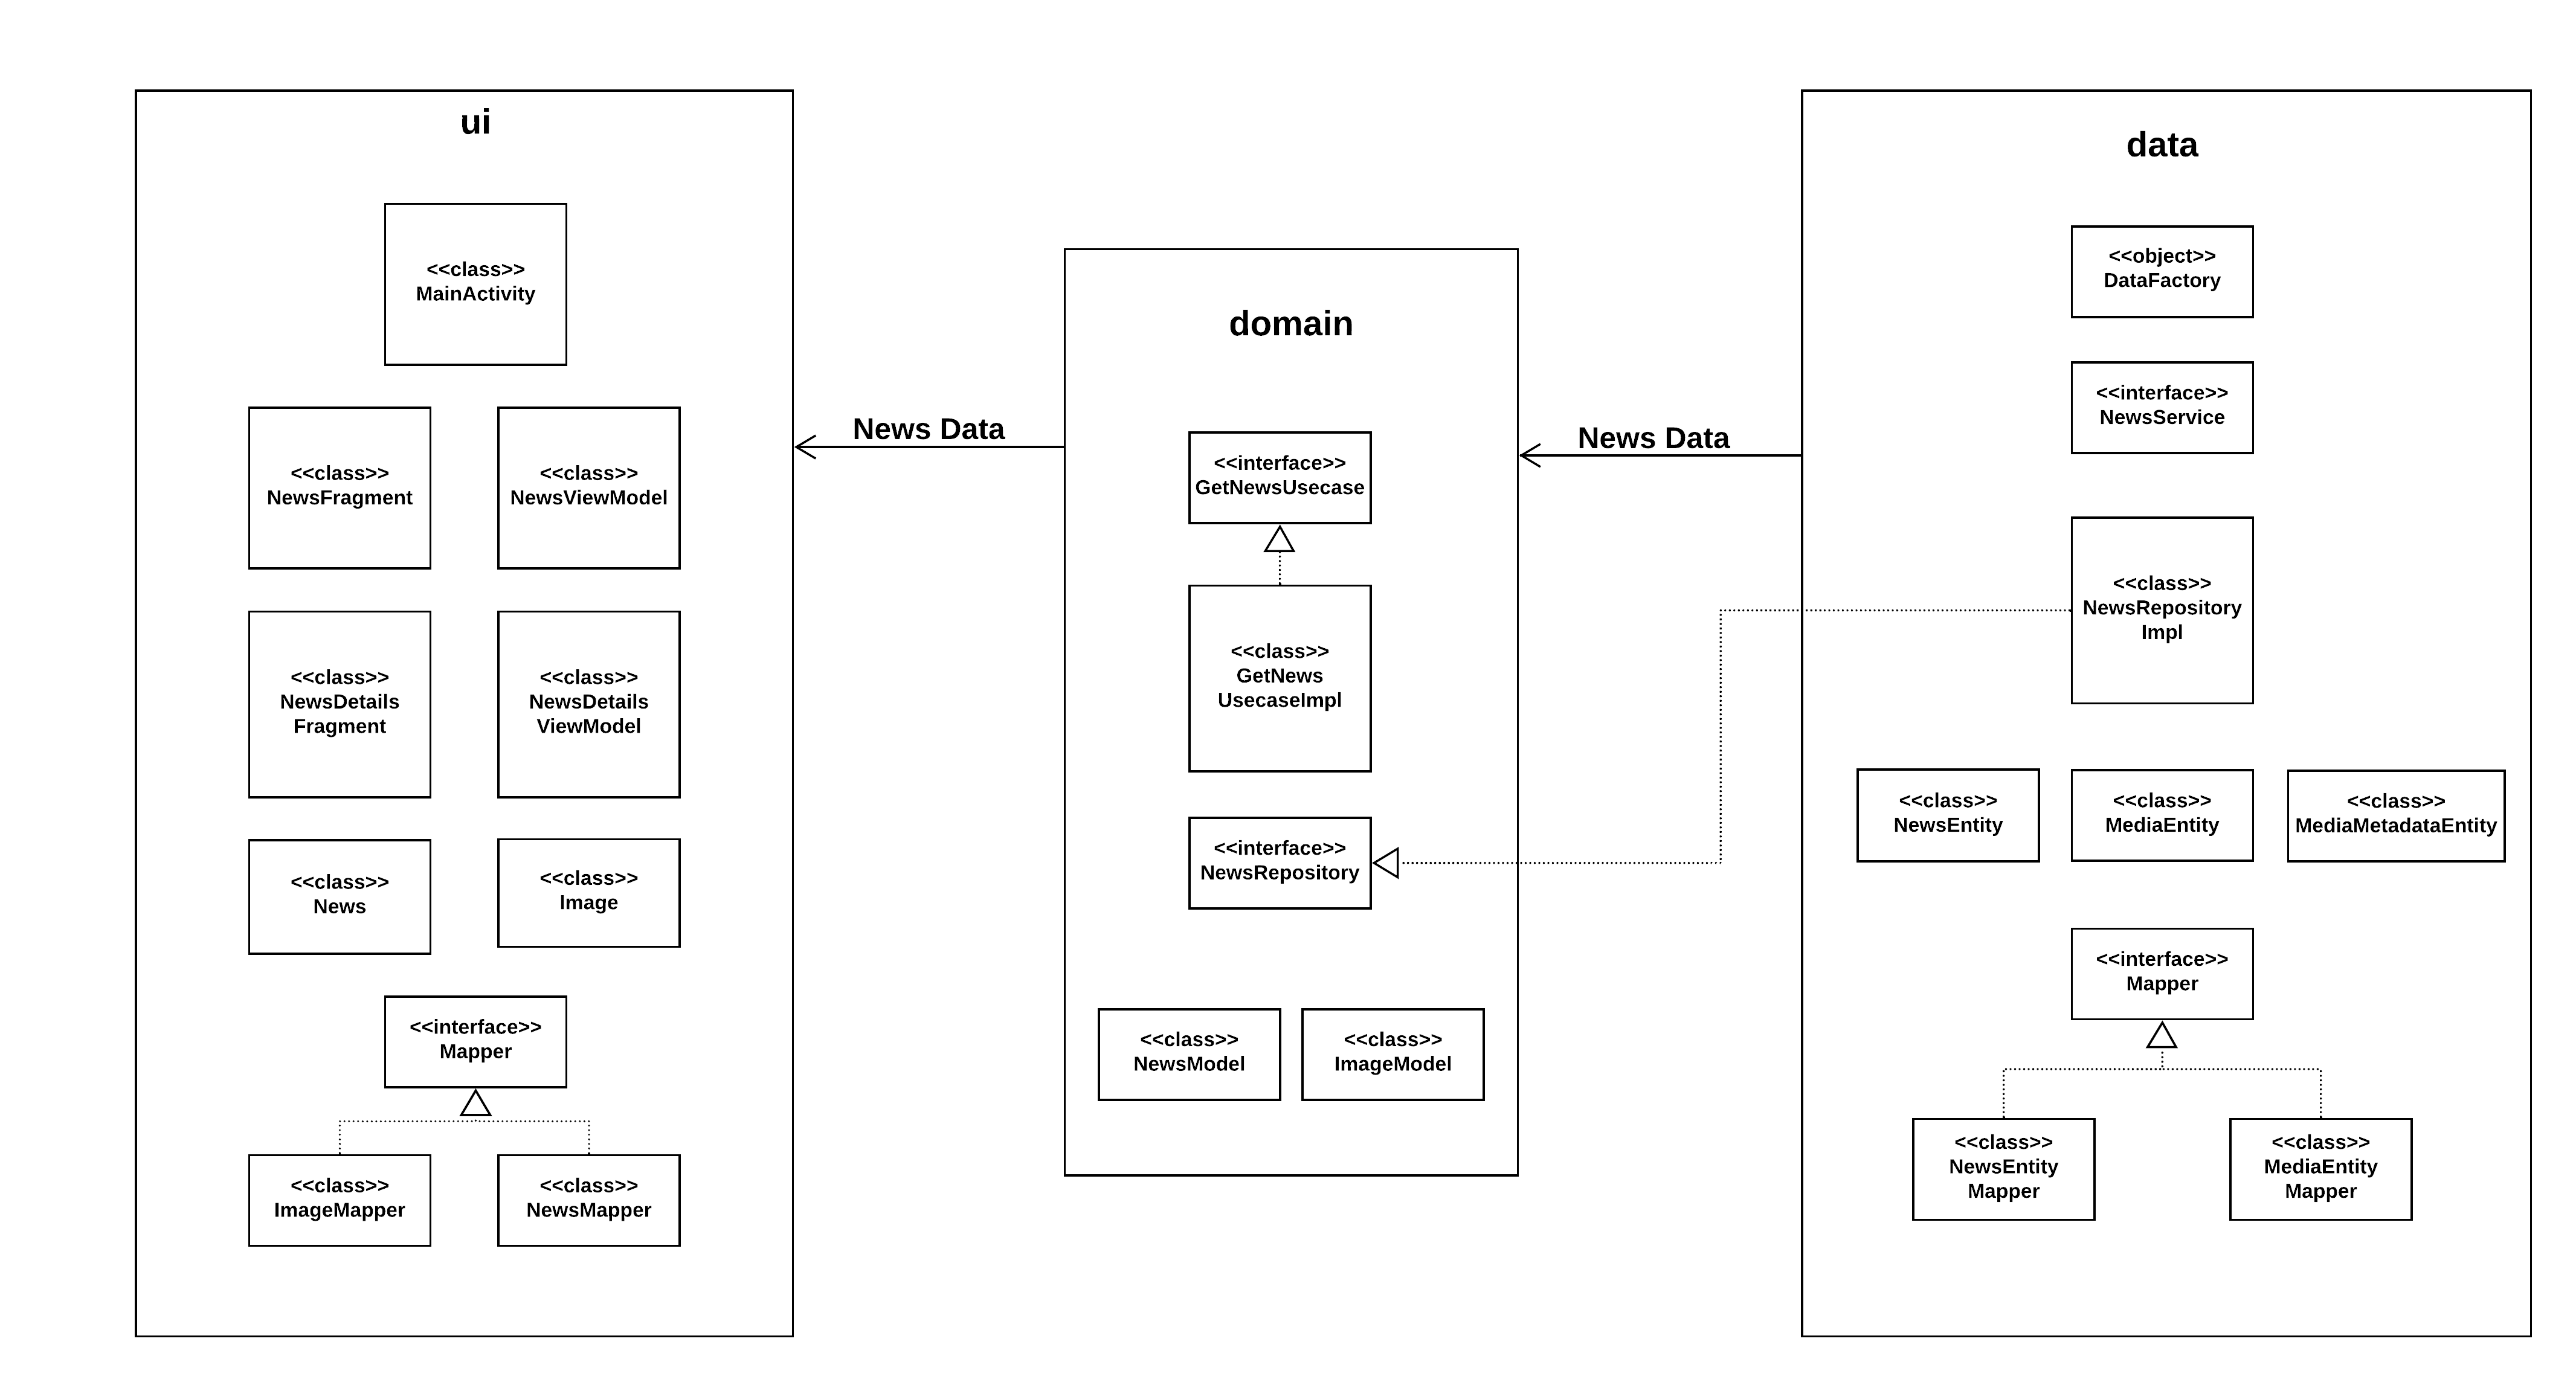 ui
<<class>>
MainActivity
<<class>>
NewsFragment
<<class>>
NewsViewModel
<<class>>
NewsDetails
Fragment
<<class>>
NewsDetails
ViewModel
<<class>>
News
<<class>>
Image
<<interface>>
Mapper
<<class>>
ImageMapper
<<class>>
NewsMapper
News Data
domain
<<interface>>
GetNewsUsecase
<<class>>
GetNews
UsecaseImpl
<<interface>>
NewsRepository
<<class>>
NewsModel
<<class>>
ImageModel
News Data
data
<<object>>
DataFactory
<<interface>>
NewsService
<<class>>
NewsRepository
Impl
<<class>>
NewsEntity
<<class>>
MediaEntity
<<class>>
MediaMetadataEntity
<<interface>>
Mapper
<<class>>
NewsEntity
Mapper
<<class>>
MediaEntity
Mapper